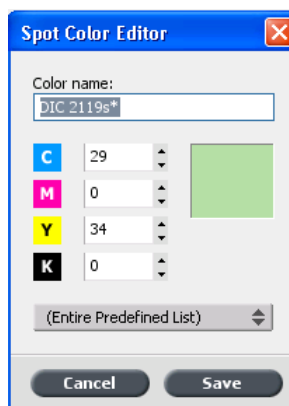 Spot Color Editor
Color name:
DIC 2119s*
C 29
M 0
Y 34
K 0
(Entire Predefined List)
Cancel Save